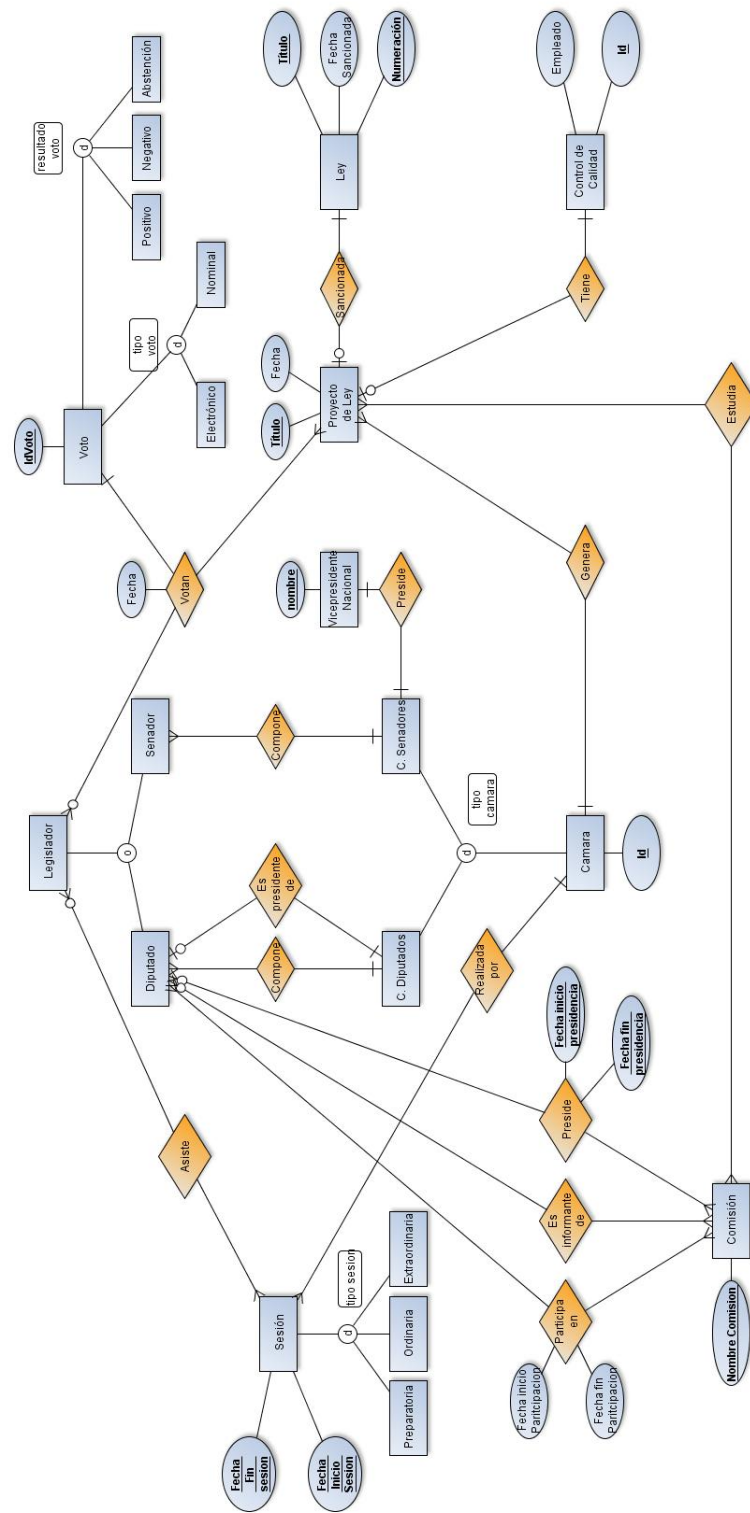 Legislador
Voto
IdVoto
resultado
voto
d
Positivo
Negativo
Abstención
tipo
voto
d
Electrónico
Nominal
Fecha
Votan
o
Diputado
Senador
Asiste
Es
presidente
de
Compone
Compone
Fecha
Fin
sesion
Fecha
Inicio
Sesion
Sesión
tipo sesion
d
Preparatoria
Ordinaria
Extraordinaria
nombre
Vicepresidente
Nacional
Preside
C. Diputados
C. Senadores
Título
Fecha
Proyecto
de Ley
Sancionada
Ley
Título
Fecha
Sancionada
Numeración
tipo
camara
d
Realizada
por
Camara
Id
Genera
Tiene
Control de
Calidad
Empleado
Id
Fecha inicio
presidencia
Fecha fin
presidencia
Preside
Es
informante
de
Participa
en
Fecha inicio
Paritcipacion
Fecha fin
Paritcipacion
Nombre Comision
Comisión
Estudia